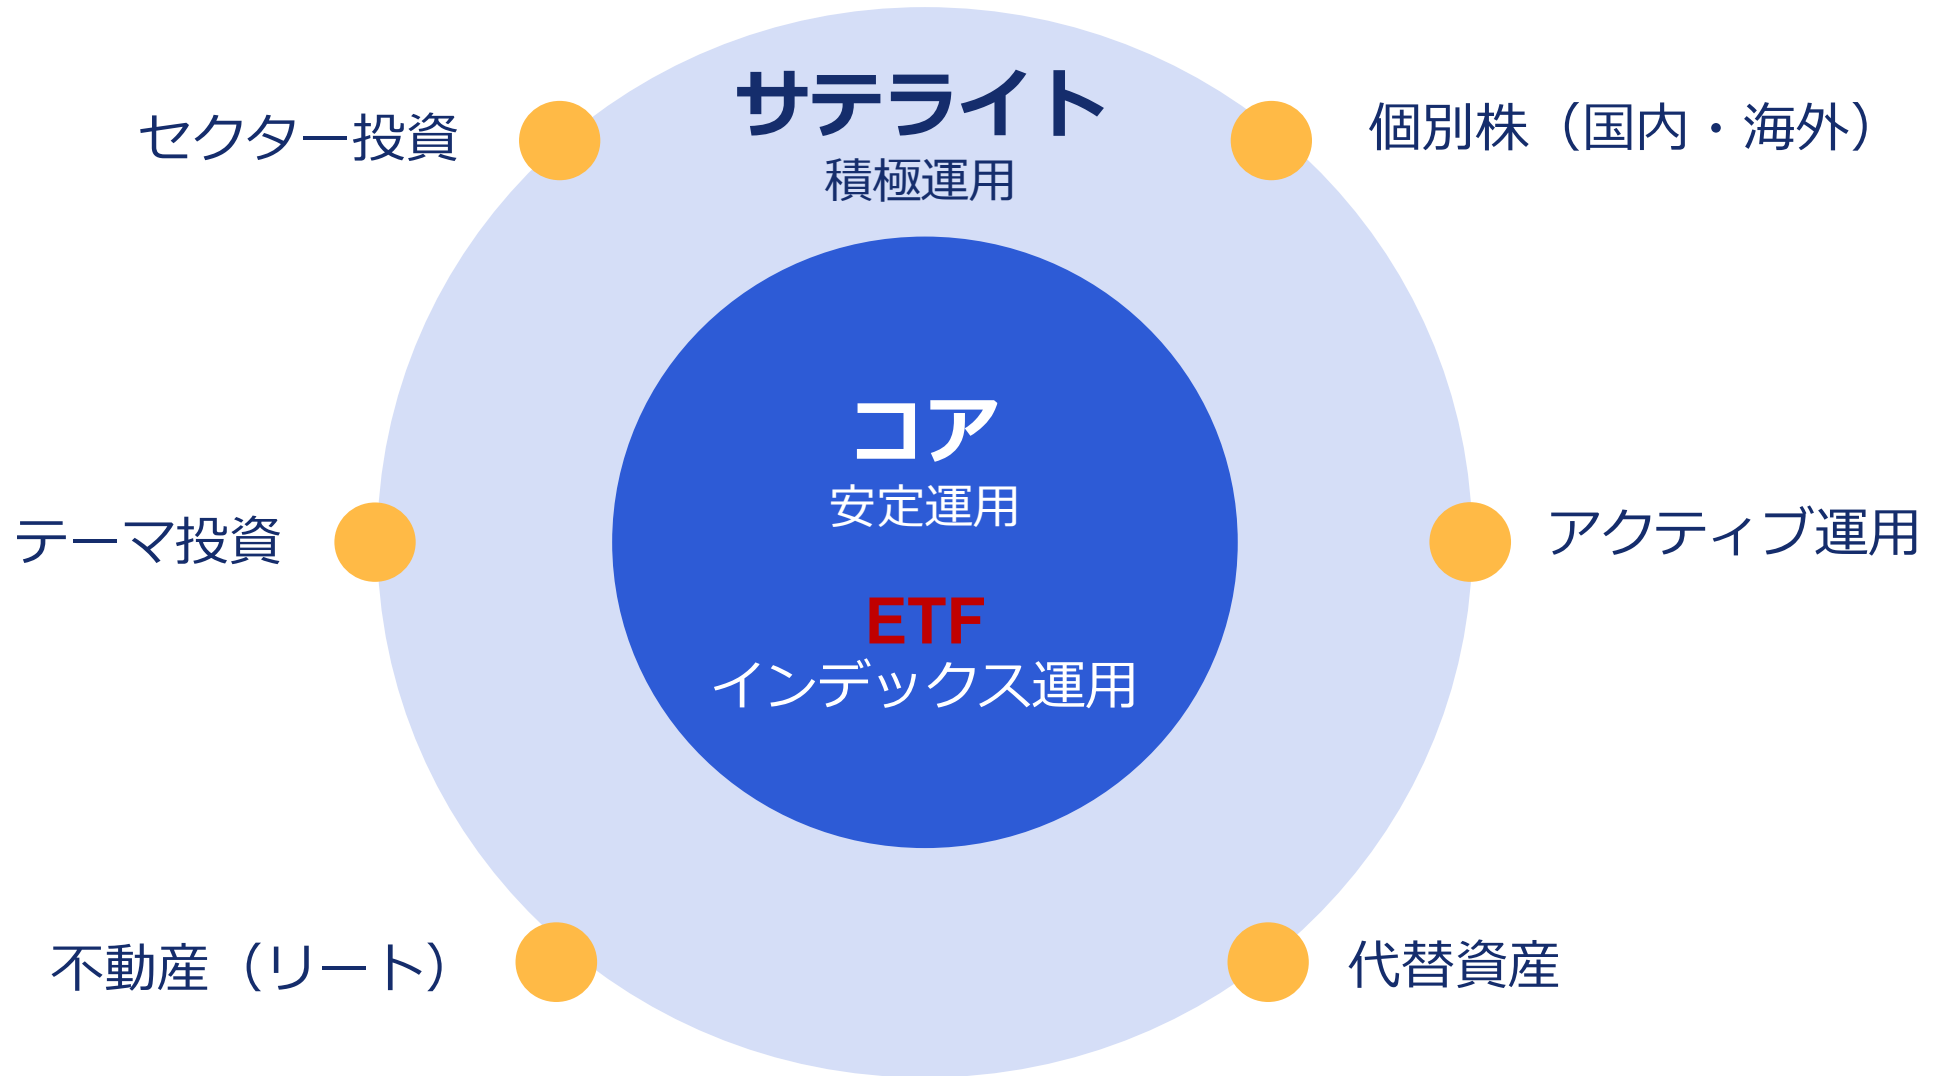 サテライト
積極運用
セクター投資
個別株（国内・海外）
コア
安定運用
テーマ投資
アクティブ運用
ETF
インデックス運用
不動産（リート）
代替資産